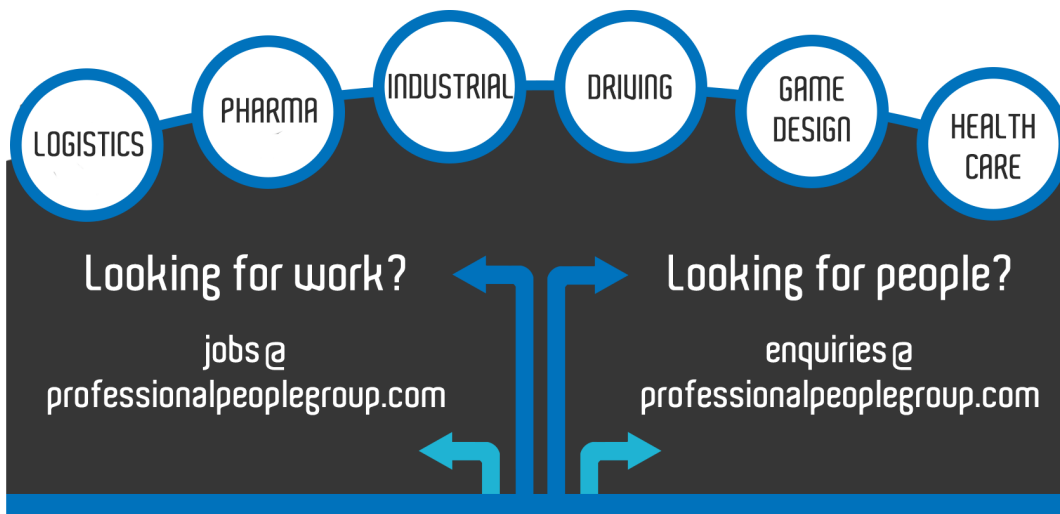 LOGISTICS
PHARMA
INDUSTRIAL
DRIVING
GAME
DESIGN
HEALTH
CARE
Looking for work?
jobs@
professionalpeoplegroup.com
Looking for people?
enquiries@
professionalpeoplegroup.com